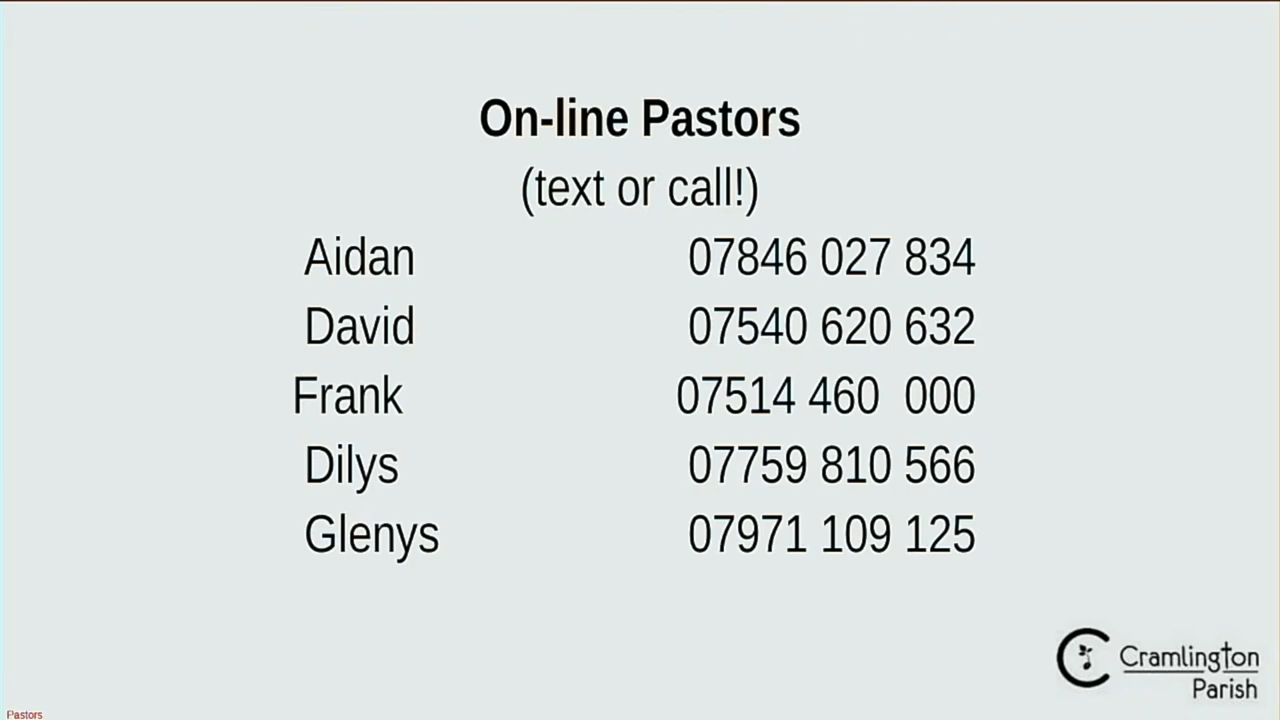 On-line Pastors
(text or call!)
Aidan 07846 027 834
David 07540 620 632
Frank 07514 460  000
Dilys 07759 810 566
Glenys 07971 109 125
Cramlington
Parish
Pastors